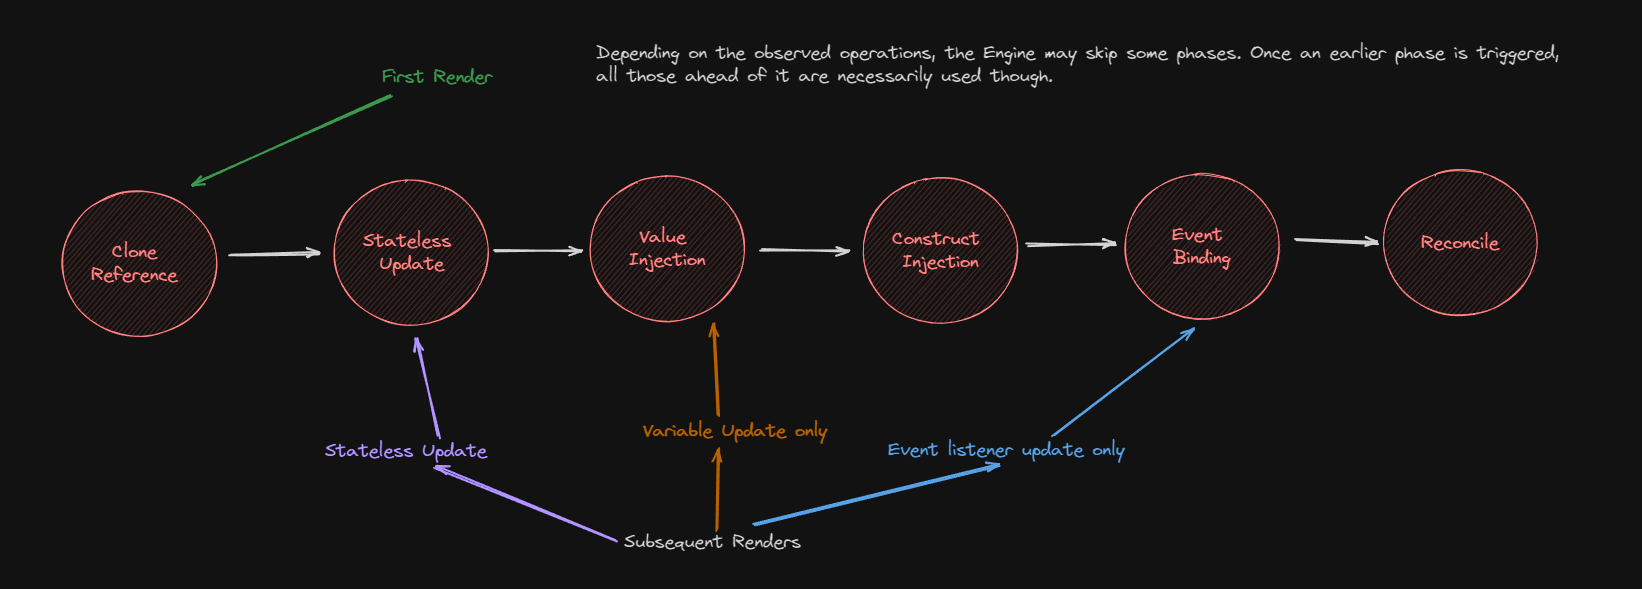 Depending on the observed operations, the Engine may skip some phases. Once an earlier phase is triggered,
all those ahead of it are necessarily used though.
First Render
Clone
Reference
Stateless
Update
Value
Injection
Construct
Injection
Event
Binding
Reconcile
Stateless Update
Variable Update only
Event listener update only
Subsequent Renders